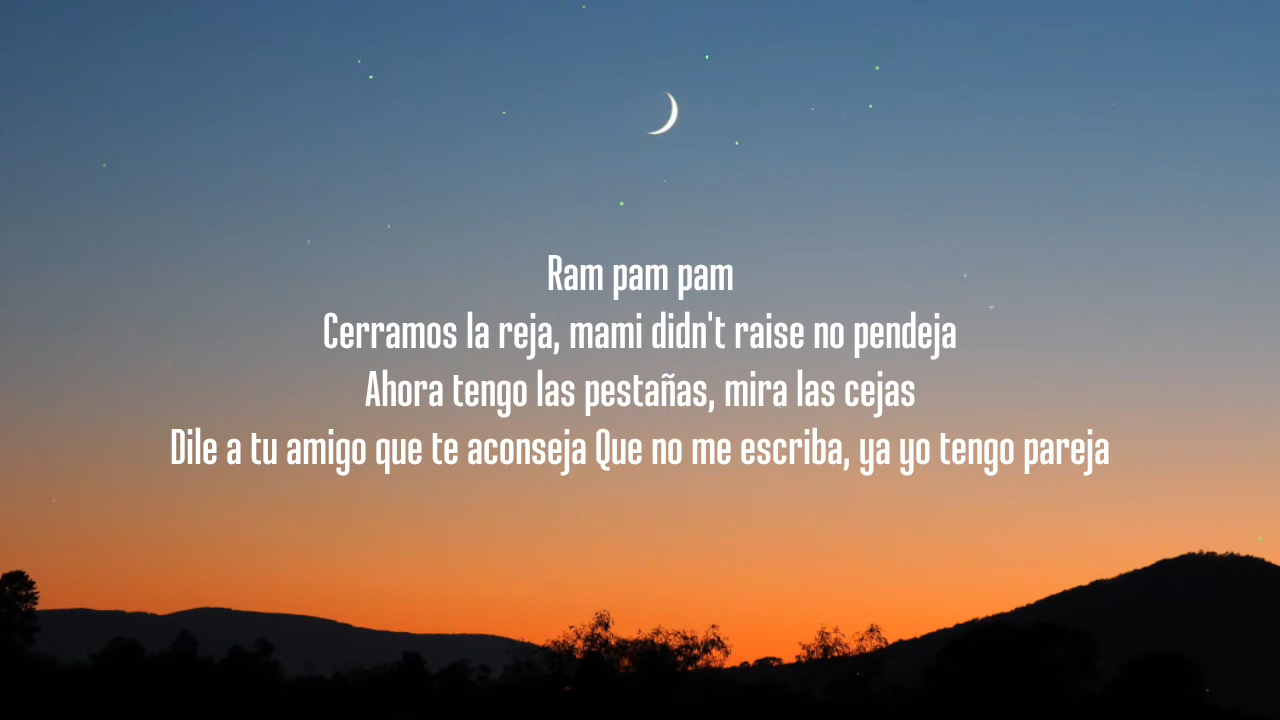 Ram pam pam
Cerramos la reja, mami didn't raise no pendeja
Ahora tengo las pestañas, mira las cejas
Dile a tu amigo que te aconseja Que no me escriba, ya yo tengo pareja